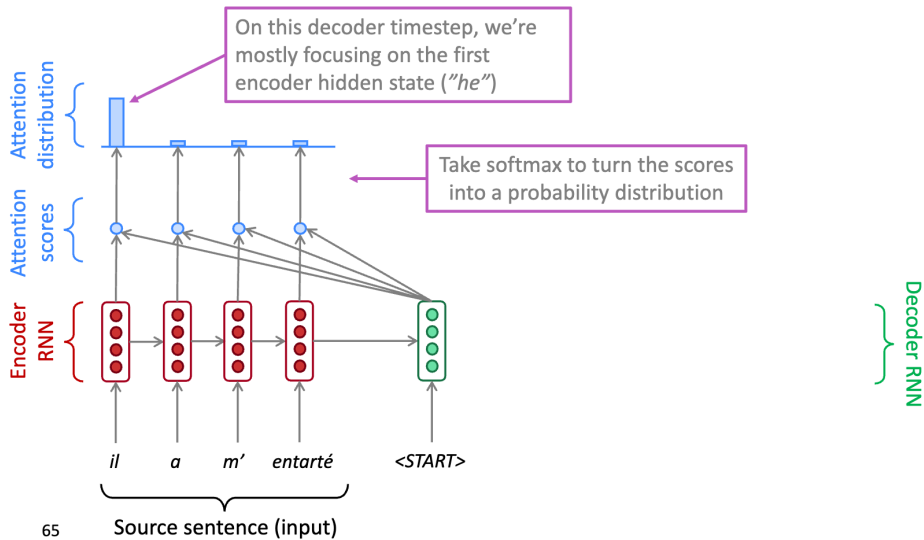 On this decoder timestep, we’re
mostly focusing on the first
encoder hidden state (”he”)
Attention
distribution
Take softmax to turn the scores
into a probability distribution
Attention
scores
Encoder
RNN
Decoder RNN
il a m’ entarté <START>
Source sentence (input)
65